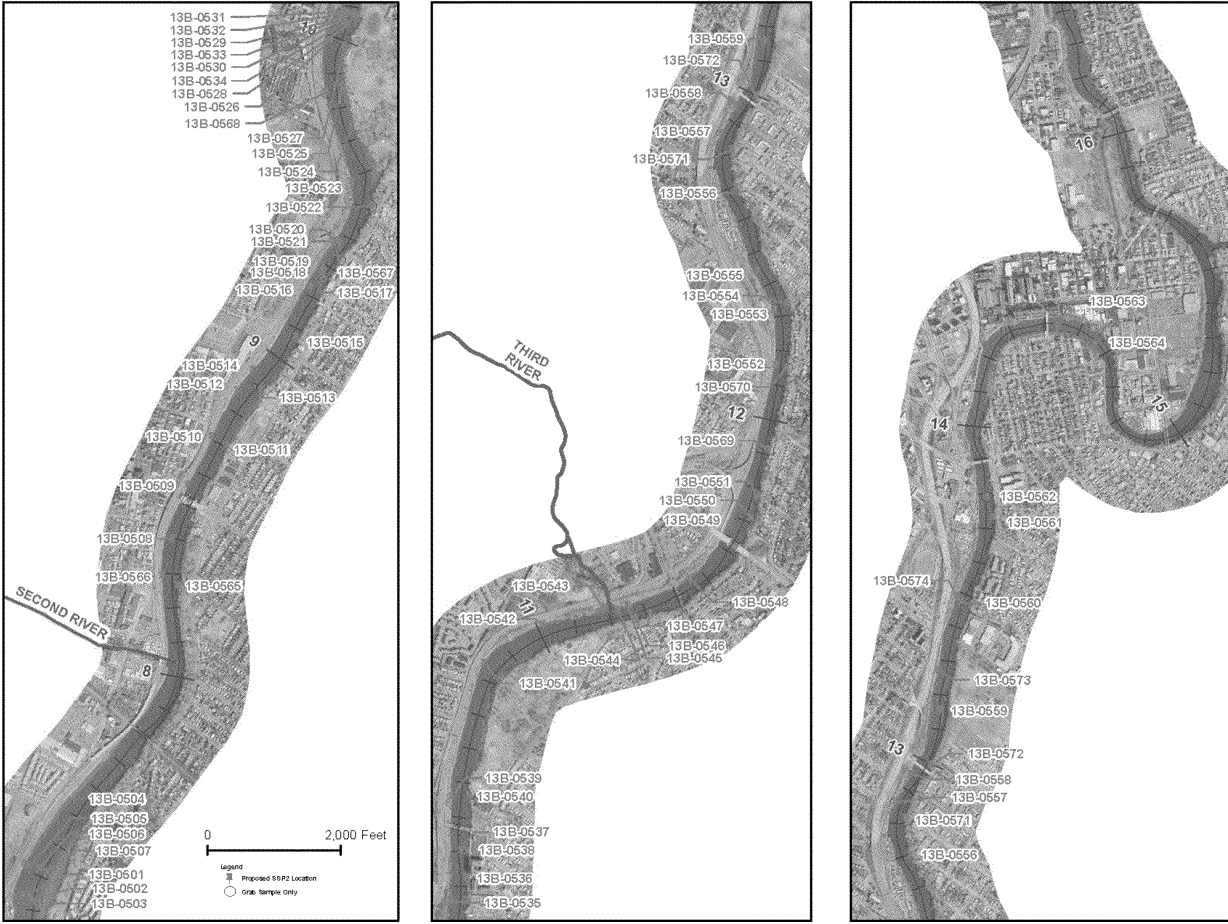 13B-0531
13B-0532
13B-0529
13B-0533
13B-0530
13B-0534
13B-0528
13B-0526
13B-0568
10
13B-0527
13B-0525
13B-0524
13B-0523
13B-0522
13B-0520
13B-0521
13B-0519
13B-0518
13B-0516
13B-0567
13B-0517
9
13B-0515
13B-0514
13B-0512
13B-0513
13B-0510
13B-0511
13B-0509
13B-0508
13B-0566
13B-0565
SECOND RIVER
8
13B-0504
13B-0505
13B-0506
13B-0507
13B-0501
13B-0502
13B-0503
0 2,000 Feet
Legend
Proposed SSP2 Location
Grab Sample Only
13B-0559
13B-0572
13
13B-0558
13B-0557
13B-0571
13B-0556
13B-0555
13B-0554
13B-0553
THIRD
RIVER
13B-0552
13B-0570
12
13B-0569
13B-0551
13B-0550
13B-0549
13B-0543
11
13B-0542
13B-0548
13B-0547
13B-0546
13B-0545
13B-0544
13B-0541
13B-0539
13B-0540
13B-0537
13B-0538
13B-0536
13B-0535
16
13B-0563
13B-0564
15
14
13B-0562
13B-0561
13B-0574
13B-0560
13B-0573
13B-0559
13
13B-0572
13B-0558
13B-0557
13B-0571
13B-0556